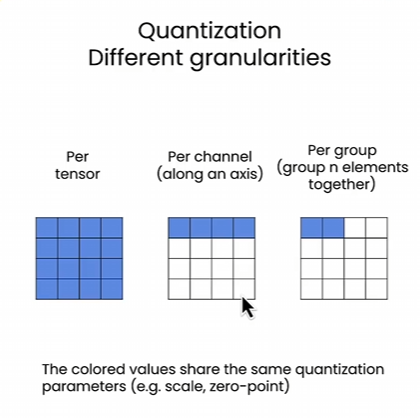 Quantization
Different granularities
Per
tensor
Per channel
(along an axis)
Per group
(group n elements
together)
The colored values share the same quantization
parameters (e.g. scale, zero-point)